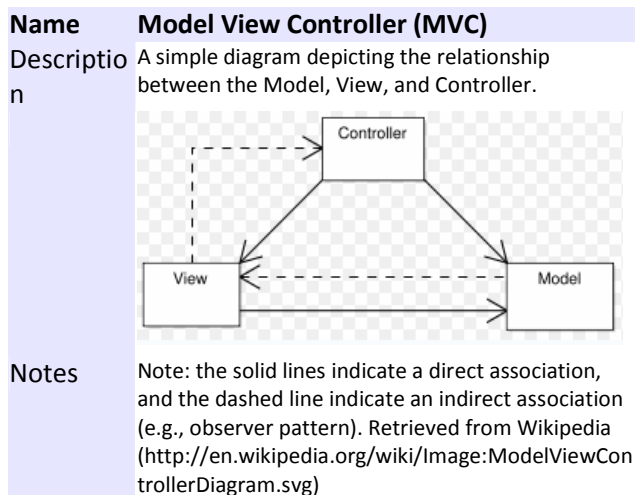 Name Model View Controller (MVC)
Descriptio A simple diagram depicting the relationship
n between the Model, View, and Controller.
Controller
View Model
Notes Note: the solid lines indicate a direct association,
and the dashed line indicate an indirect association
(e.g., observer pattern). Retrieved from Wikipedia
(http://en.wikipedia.org/wiki/Image:ModelViewCon
trollerDiagram.svg)